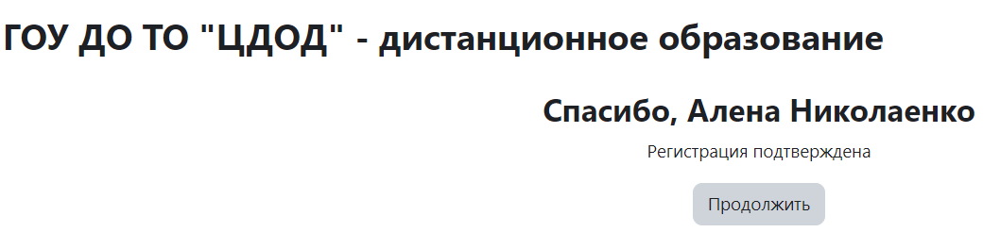 ГОУ ДО ТО "ЦДОД" - дистанционное образование
Спасибо, Алена Николаенко
Регистрация подтверждена
Продолжить